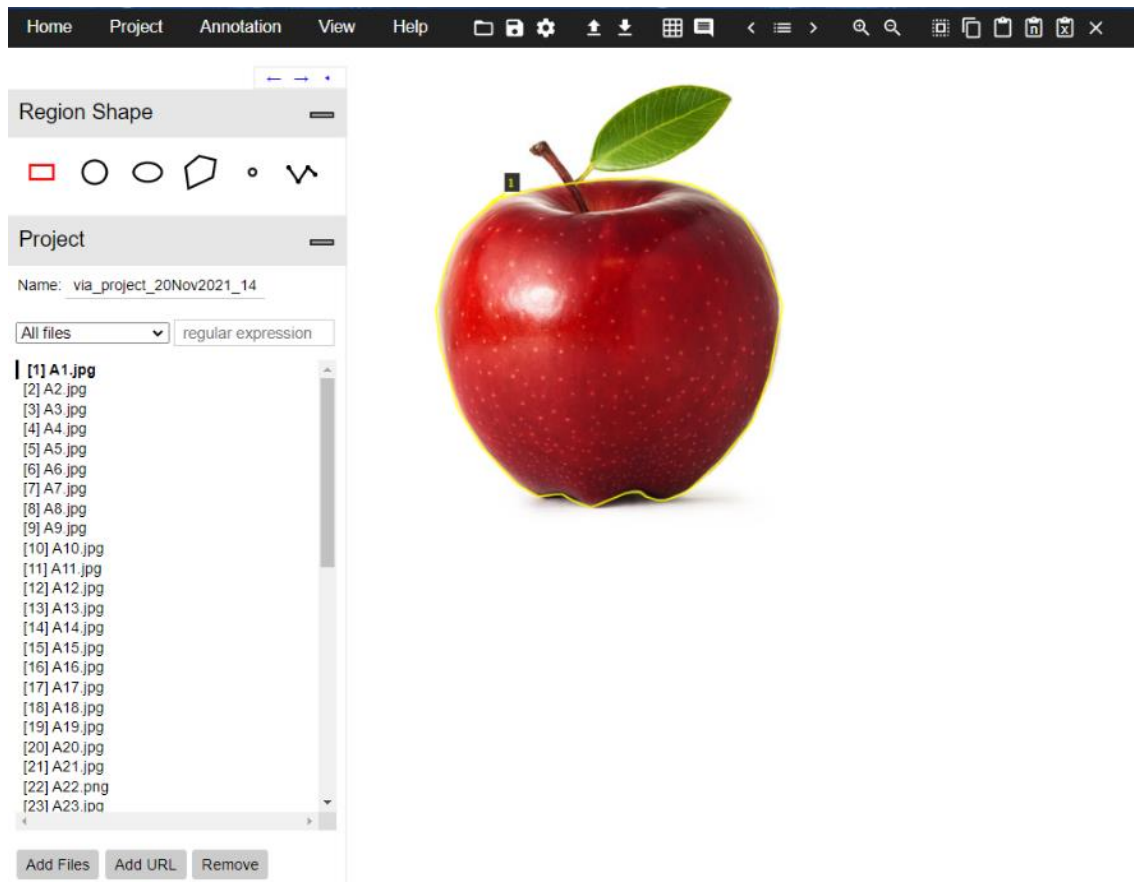 Home Project Annotation View Help
Region Shape
1
Project
Name: via_project_20Nov2021_14
All files regular expression
[1] A1.jpg
[2] A2.jpg
[3] A3.jpg
[4] A4.jpg
[5] A5.jpg
[6] A6.jpg
[7] A7.jpg
[8] A8.jpg
[9] A9.jpg
[10] A10.jpg
[11] A11.jpg
[12] A12.jpg
[13] A13.jpg
[14] A14.jpg
[15] A15.jpg
[16] A16.jpg
[17] A17.jpg
[18] A18.jpg
[19] A19.jpg
[20] A20.jpg
[21] A21.jpg
[22] A22.png
[23] A23.jpg
Add Files Add URL Remove